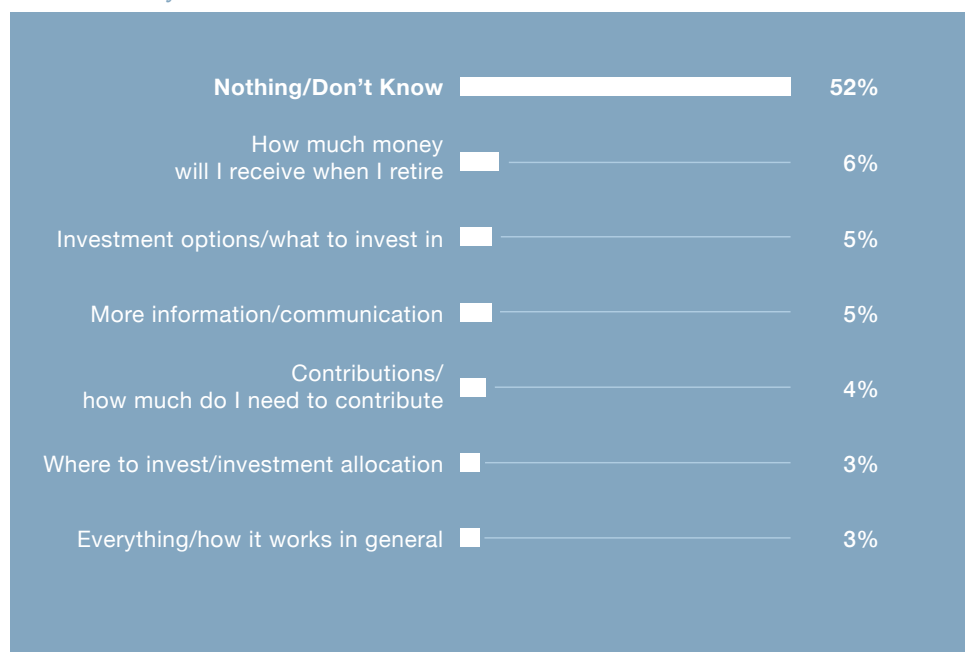 Nothing/Don't Know 52%
How much money
will I receive when I retire 6%
Investment options/what to invest in 5%
More information/communication 5%
Contributions/
how much do I need to contribute 4%
Where to invest/investment allocation 3%
Everything/how it works in general 3%